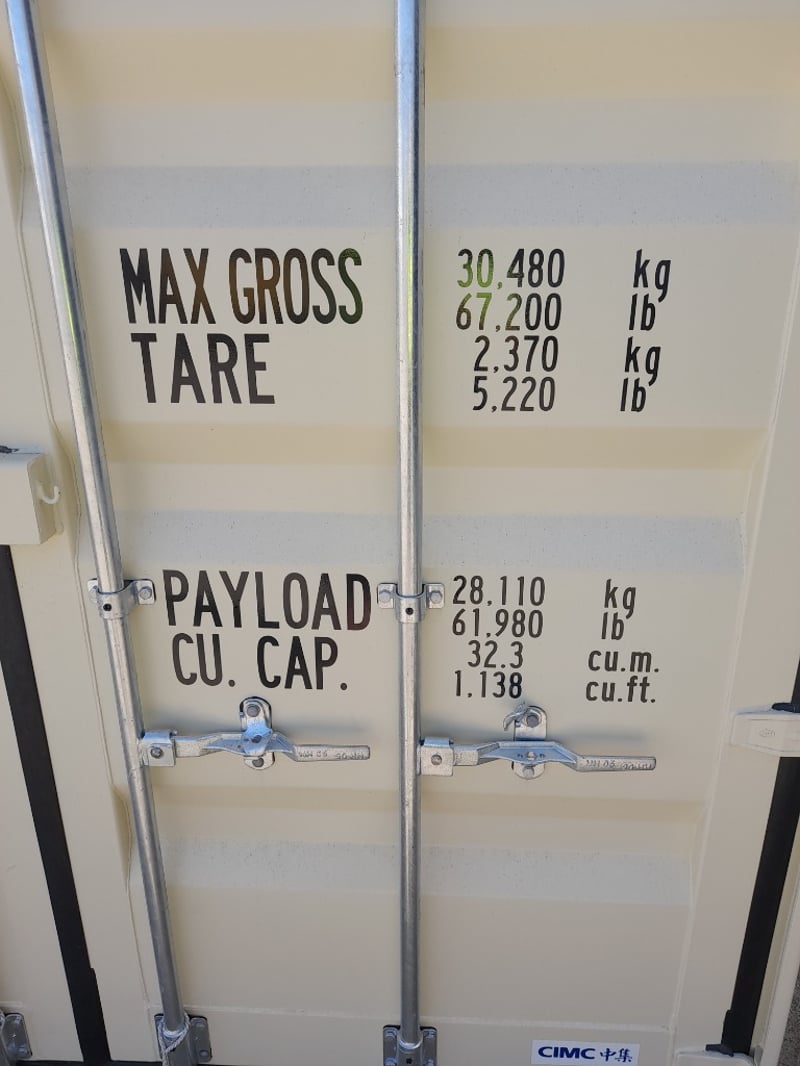 MAX GROSS 30,480 kg
67,200 lb
TARE 2,370 kg
5,220 lb
PAYLOAD 28,110 kg
61,980 lb
CU. CAP. 32.3 cu.m.
1,138 cu.ft.
CIMC 中集